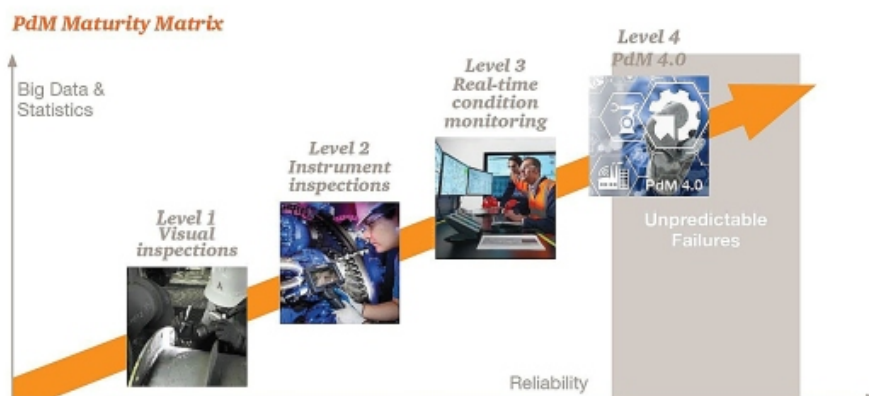 PdM Maturity Matrix
Big Data &
Statistics
Level 1
Visual
inspections
Level 2
Instrument
inspections
Level 3
Real-time
condition
monitoring
Level 4
PdM 4.0
PdM 4.0
Unpredictable
Failures
Reliability